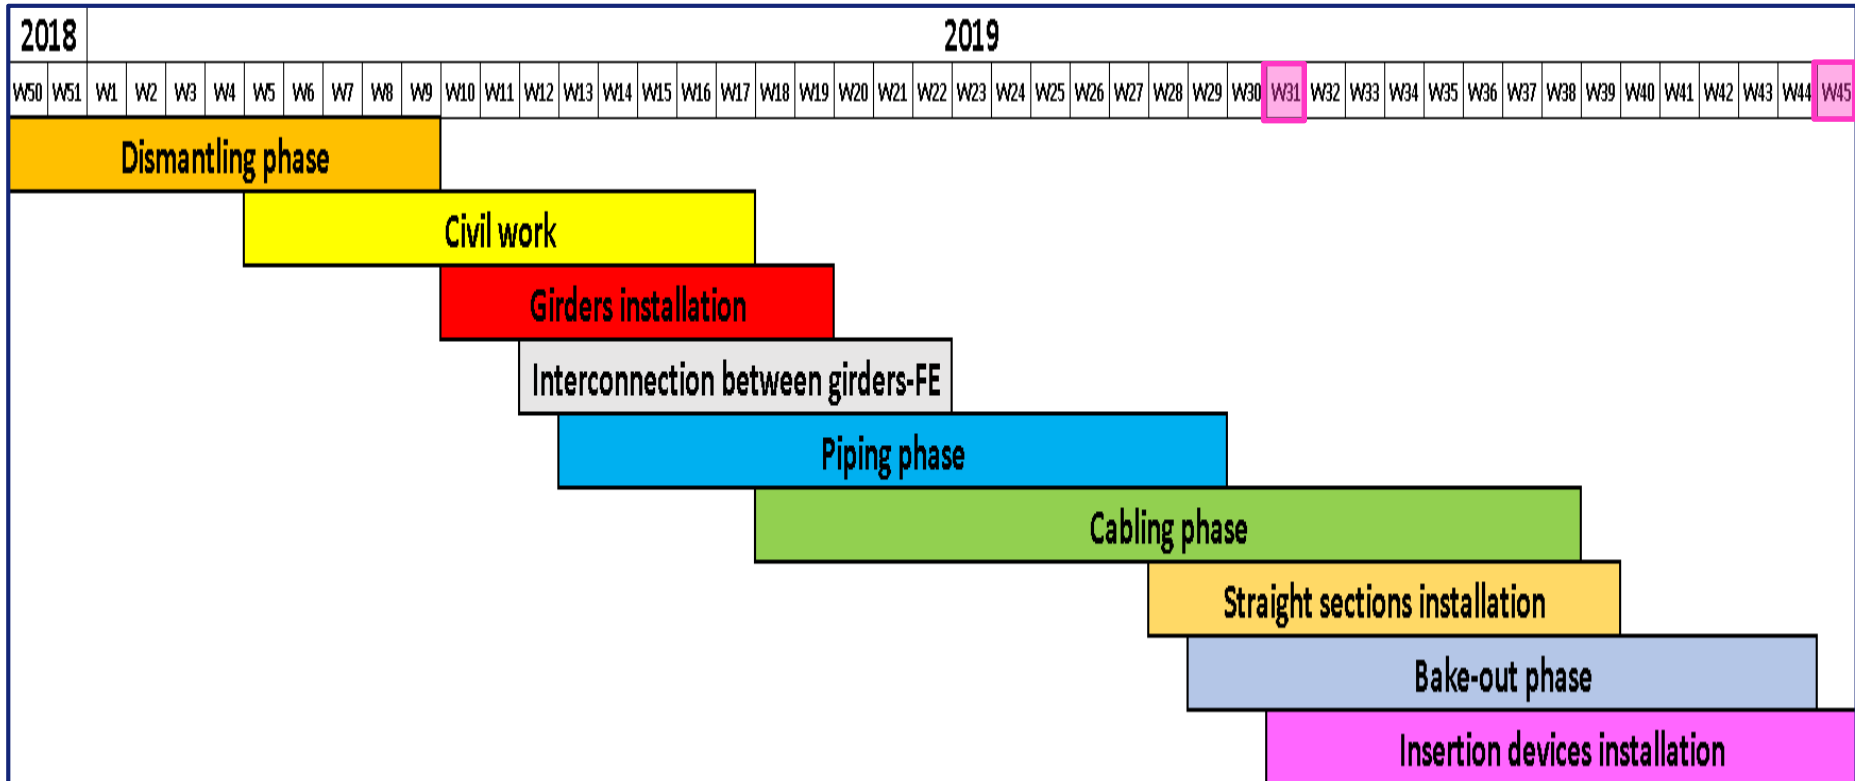 2018 2019
W50 W51 W1 W2 W3 W4 W5 W6 W7 W8 W9 W10 W11 W12 W13 W14 W15 W16 W17 W18 W19 W20 W21 W22 W23 W24 W25 W26 W27 W28 W29 W30 W31 W32 W33 W34 W35 W36 W37 W38 W39 W40 W41 W42 W43 W44 W45
Dismantling phase
Civil work
Girders installation
Interconnection between girders-FE
Piping phase
Cabling phase
Straight sections installation
Bake-out phase
Insertion devices installation